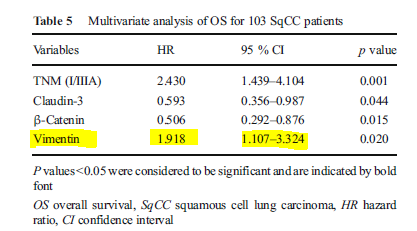 Table 5 Multivariate analysis of OS for 103 SqCC patients
Variables HR 95 % CI p value
TNM (I/IIIA) 2.430 1.439–4.104 0.001
Claudin-3 0.593 0.356–0.987 0.044
β-Catenin 0.506 0.292–0.876 0.015
Vimentin 1.918 1.107–3.324 0.020
P values<0.05 were considered to be significant and are indicated by bold
font
OS overall survival, SqCC squamous cell lung carcinoma, HR hazard
ratio, CI confidence interval